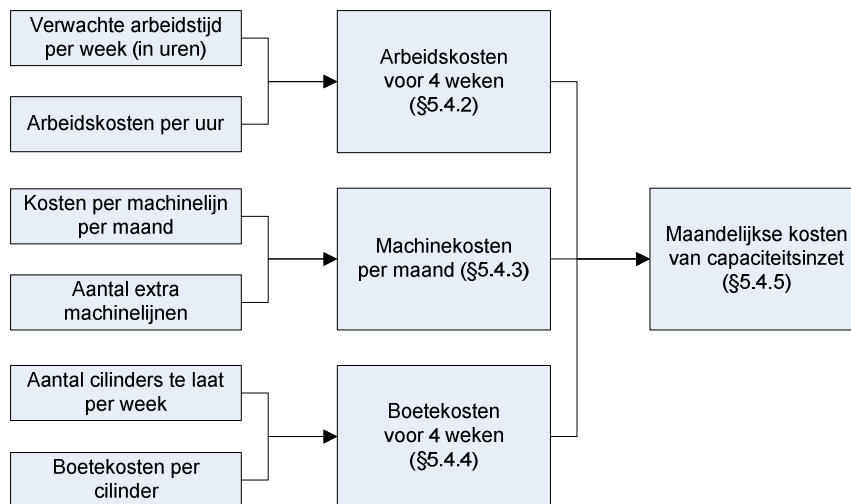 Verwachte arbeidstijd
per week (in uren)
Arbeidskosten per uur
Arbeidskosten
voor 4 weken
(§5.4.2)
Kosten per machinelijn
per maand
Aantal extra
machinelijnen
Machinekosten
per maand (§5.4.3)
Aantal cilinders te laat
per week
Boetekosten per
cilinder
Boetekosten
voor 4 weken
(§5.4.4)
Maandelijkse kosten
van capaciteitsinzet
(§5.4.5)